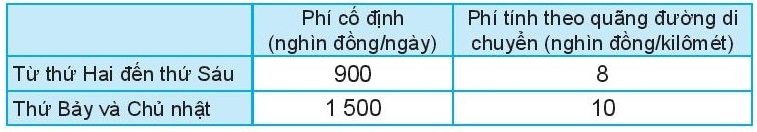 Phí cố định
(nghìn đồng/ngày)
Phí tính theo quãng đường di
chuyển (nghìn đồng/kilômét)
Từ thứ Hai đến thứ Sáu
900
8
Thứ Bảy và Chủ nhật
1 500
10